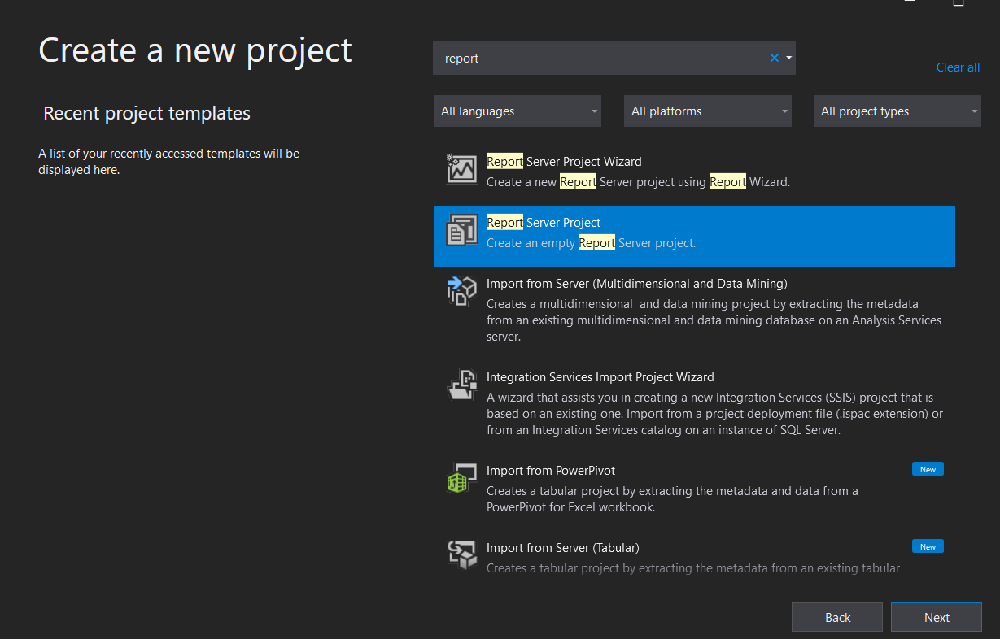 Create a new project
Recent project templates
A list of your recently accessed templates will be
displayed here.
report
Clear all
All languages
All platforms
All project types
Report Server Project Wizard
Create a new Report Server project using Report Wizard.
Report Server Project
Create an empty Report Server project.
Import from Server (Multidimensional and Data Mining)
Creates a multidimensional  and data mining project by extracting the metadata
from an existing multidimensional and data mining database on an Analysis Services
server.
Integration Services Import Project Wizard
A wizard that assists you in creating a new Integration Services (SSIS) project that is
based on an existing one. Import from a project deployment file (.ispac extension) or
from an Integration Services catalog on an instance of SQL Server.
Import from PowerPivot
New
Creates a tabular project by extracting the metadata and data from a
PowerPivot for Excel workbook.
Import from Server (Tabular)
New
Creates a tabular project by extracting the metadata from an existing tabular
Back
Next